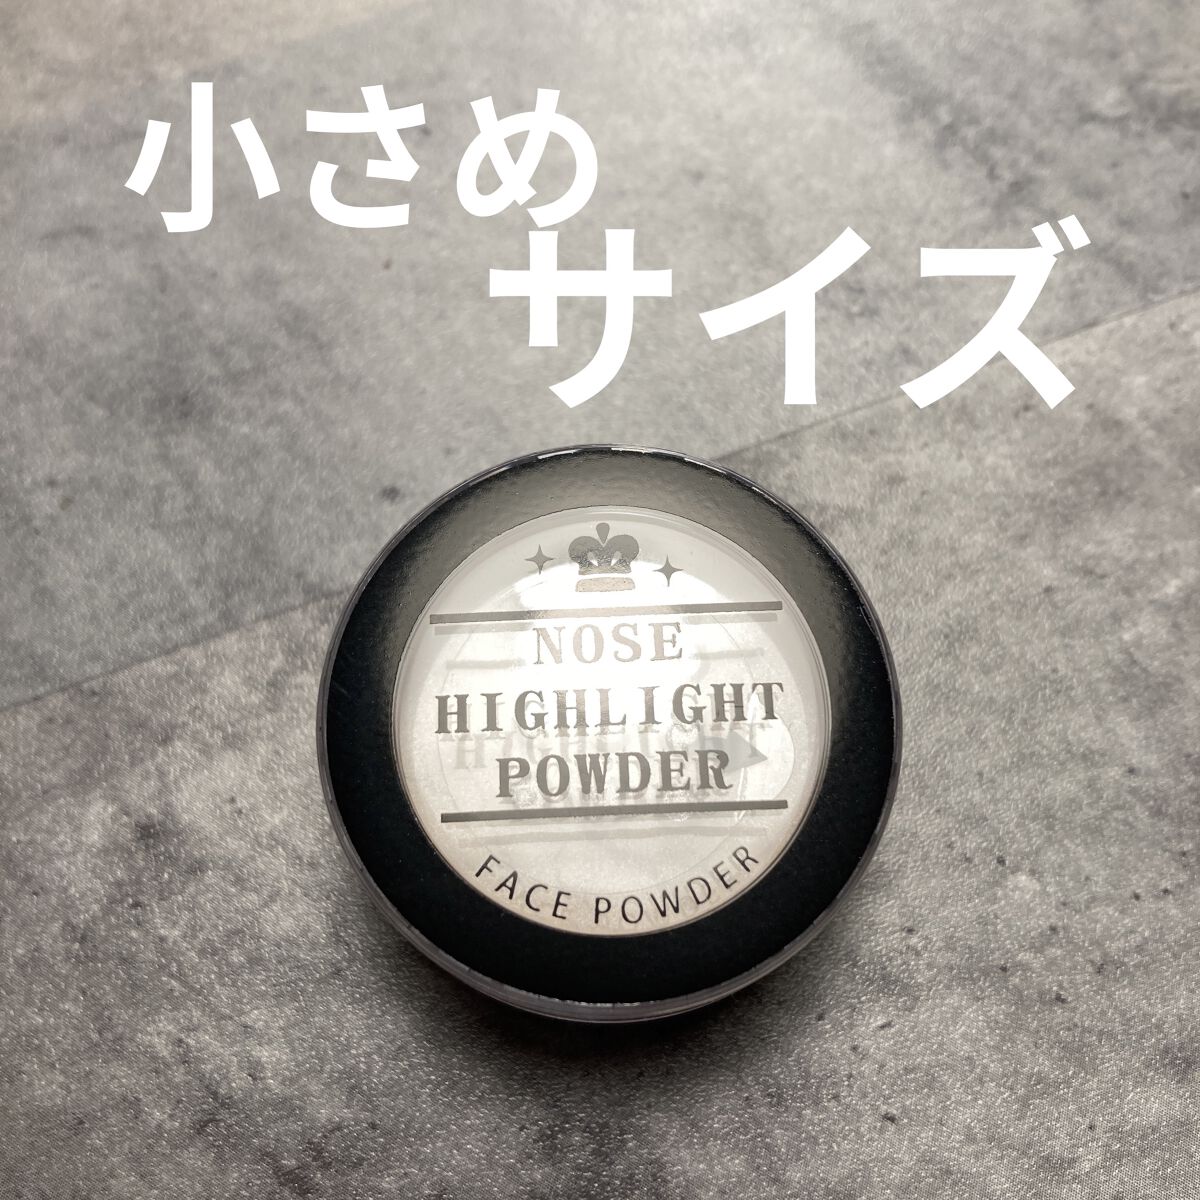 小さめ
サイズ
NOSE
HIGHLIGHT
POWDER
FACE POWDER